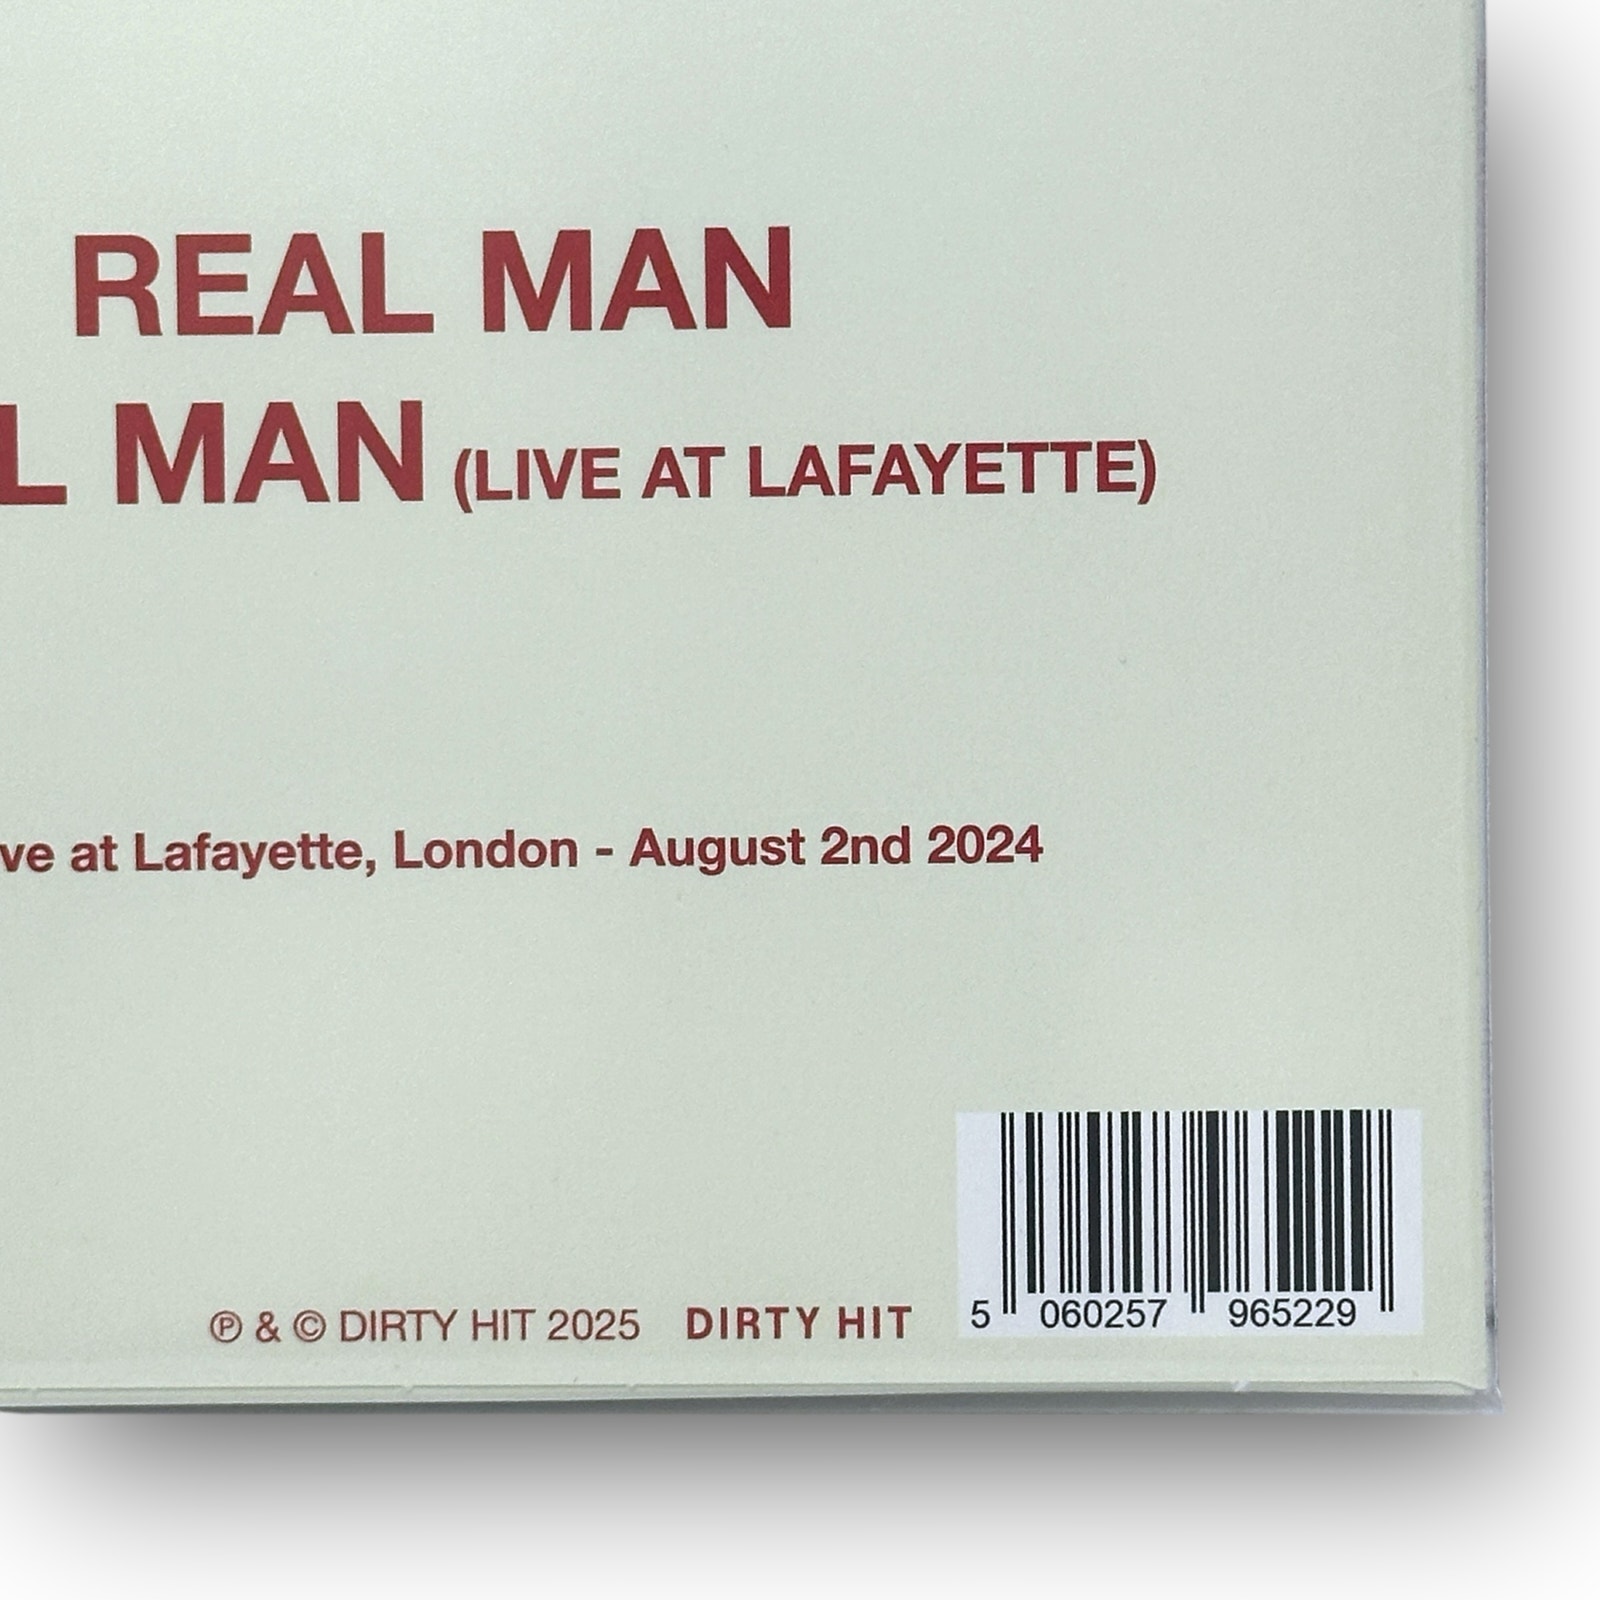 REAL MAN
L MAN (LIVE AT LAFAYETTE)
ve at Lafayette, London - August 2nd 2024
℗ & © DIRTY HIT 2025 DIRTY HIT
5 060257 965229